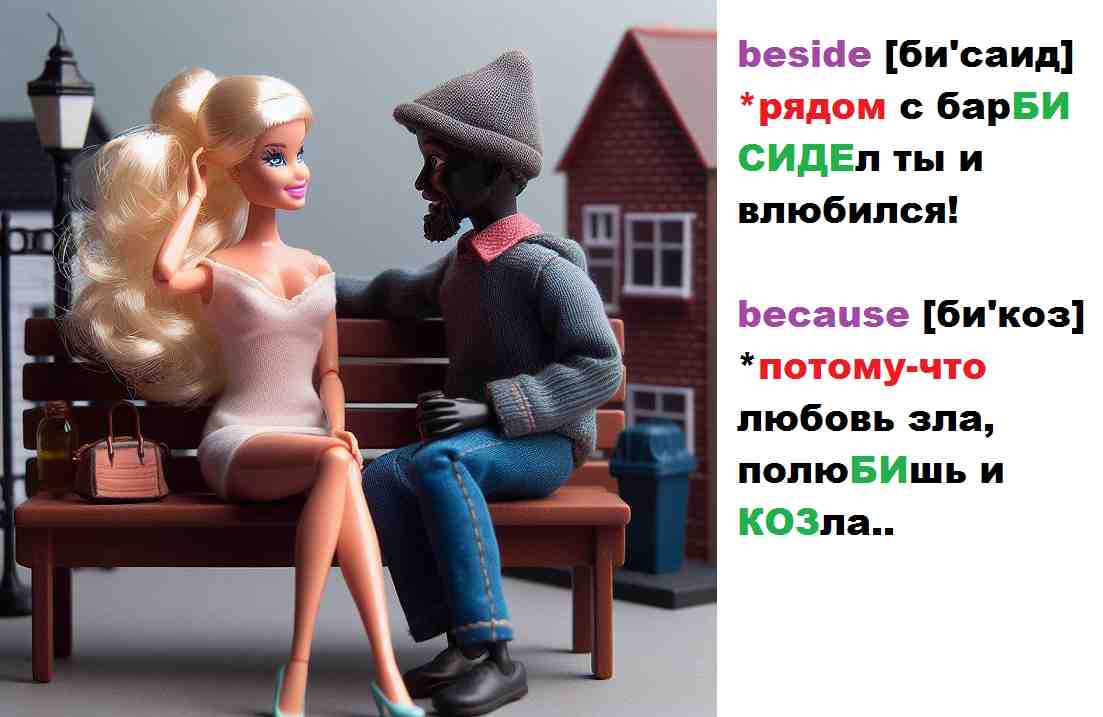 beside [би'саид]
*рядом с барБИ
СИДЕл ты и
влюбился!
because [би'коз]
*потому-что
любовь зла,
полюБИшь и
КОЗла..